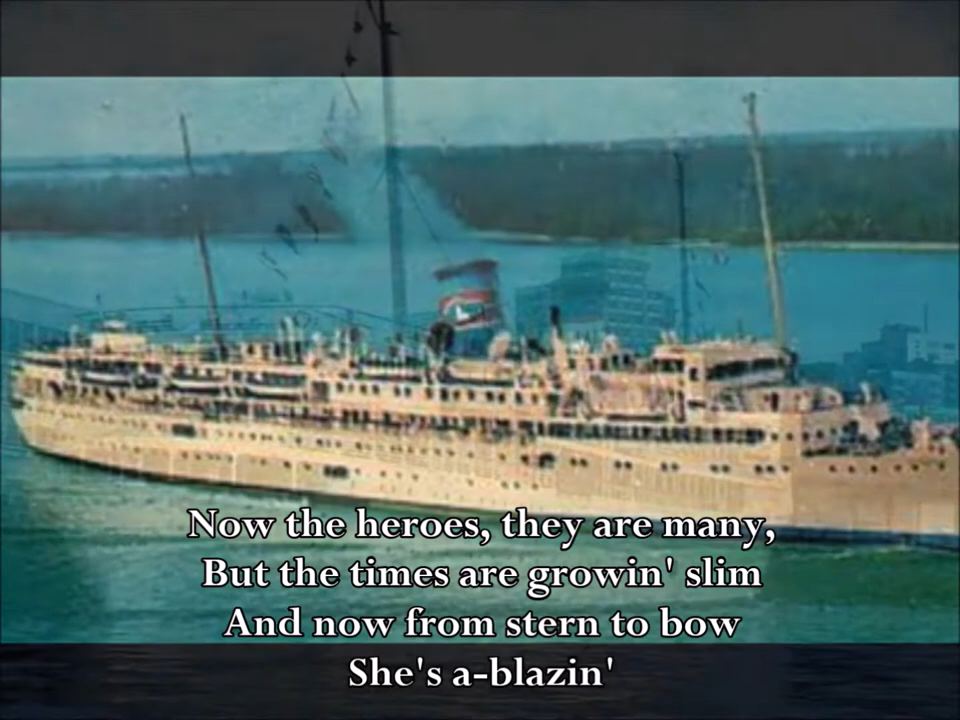 Now the heroes, they are many,
But the times are growin' slim
And now from stern to bow
She's a-blazin'